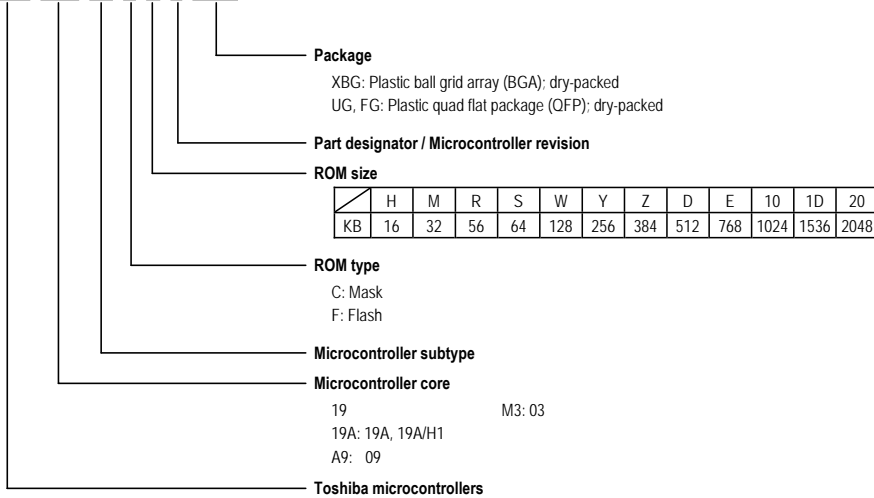 Package
XBG: Plastic ball grid array (BGA); dry-packed
UG, FG: Plastic quad flat package (QFP); dry-packed
Part designator / Microcontroller revision
ROM size
H M R S W Y Z D E 10 1D 20
KB 16 32 56 64 128 256 384 512 768 1024 1536 2048
ROM type
C: Mask
F: Flash
Microcontroller subtype
Microcontroller core
19 M3: 03
19A: 19A, 19A/H1
A9: 09
Toshiba microcontrollers